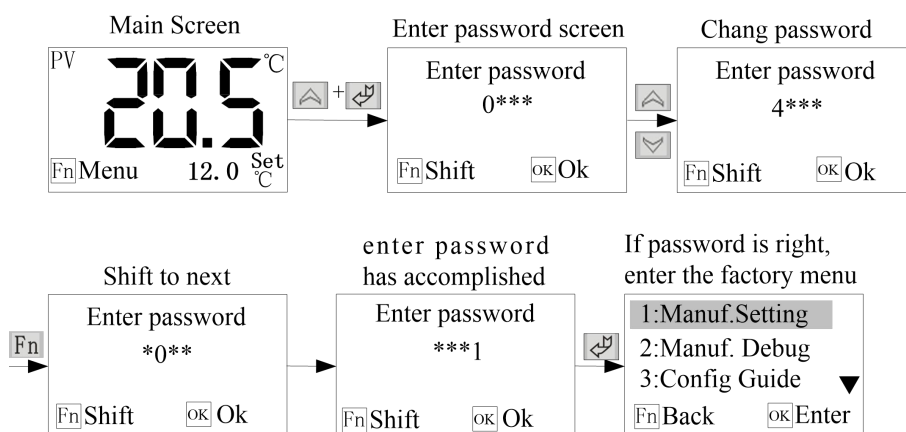 Main Screen
PV
20.5 ℃
Fn Menu 12.0 Set ℃
+
Enter password screen
Enter password
0***
Fn Shift OK Ok
Chang password
Enter password
4***
Fn Shift OK Ok
Fn
Shift to next
Enter password
*0**
Fn Shift OK Ok
enter password
has accomplished
Enter password
***1
Fn Shift OK Ok
If password is right,
enter the factory menu
1:Manuf.Setting
2:Manuf. Debug
3:Config Guide
Fn Back OK Enter